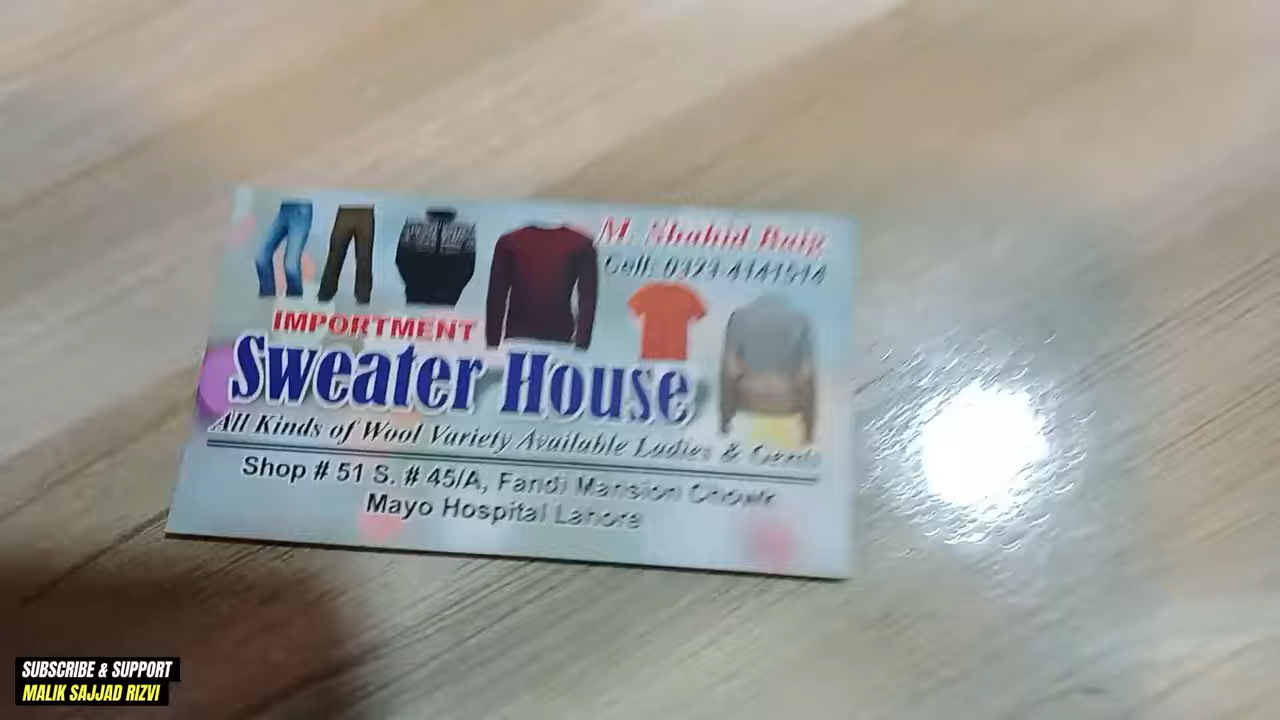 M. Shahid Baig
Cell: 0323-4141514
IMPORTMENT
Sweater House
All Kinds of Wool Variety Available Ladies & Gents
Shop # 51 S. # 45/A, Mansion Chowk
Mayo Hospital Lahore
SUBSCRIBE & SUPPORT
MALIK SAJJAD RIZVI